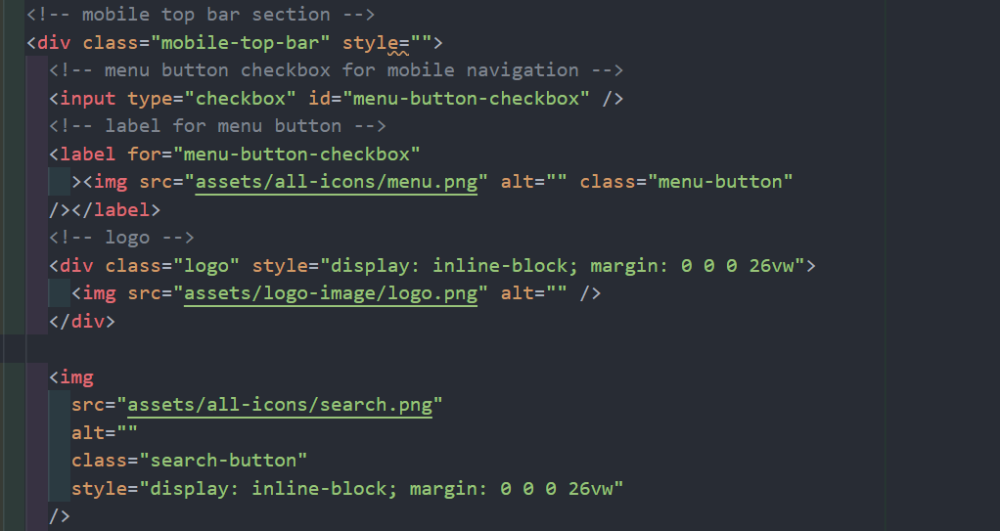 <!-- mobile top bar section -->
<div class="mobile-top-bar" style="">
<!-- menu button checkbox for mobile navigation -->
<input type="checkbox" id="menu-button-checkbox" />
<!-- label for menu button -->
<label for="menu-button-checkbox"
><img src="assets/all-icons/menu.png" alt="" class="menu-button"
/></label>
<!-- logo -->
<div class="logo" style="display: inline-block; margin: 0 0 0 26vw">
<img src="assets/logo-image/logo.png" alt="" />
</div>
<img
src="assets/all-icons/search.png"
alt=""
class="search-button"
style="display: inline-block; margin: 0 0 0 26vw"
/>